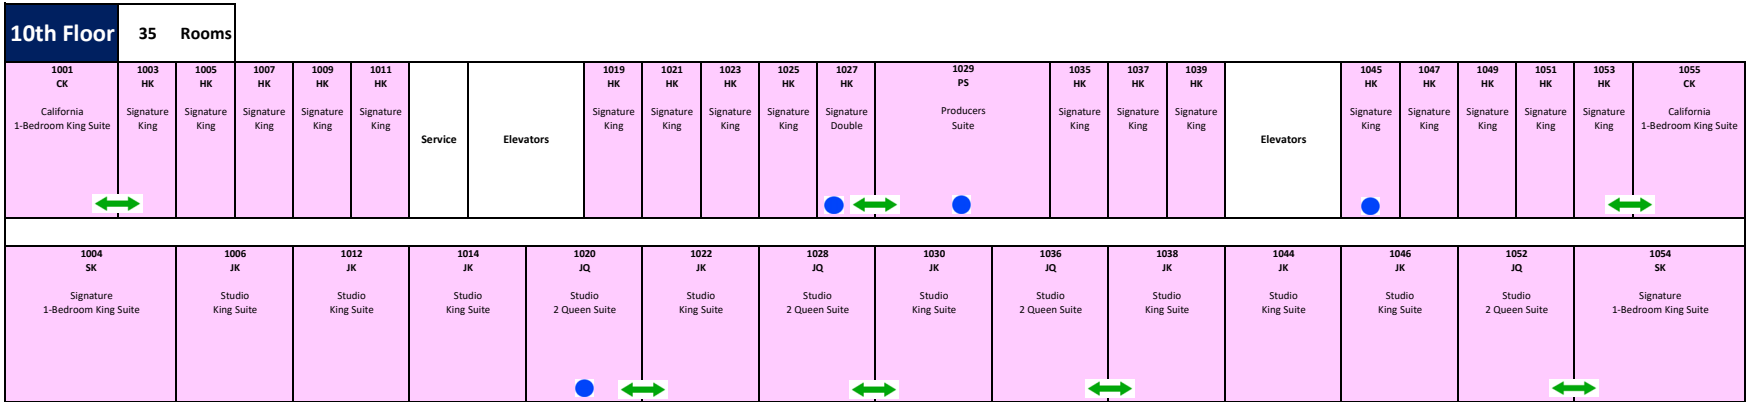 10th Floor 35 Rooms
1001 1003 1005 1007 1009 1011 1019 1021 1023 1025 1027 1029 1035 1037 1039 1045 1047 1049 1051 1053 1055
CK HK HK HK HK HK HK HK HK HK HK PS HK HK HK HK HK HK HK HK CK
California Signature Signature Signature Signature Signature Signature Signature Signature Signature Signature Producers Signature Signature Signature Signature Signature Signature Signature Signature California
1-Bedroom King Suite King King King King King King King King King Double Suite King King King King King King King King 1-Bedroom King Suite
Service Elevators Elevators
1004 1006 1012 1014 1020 1022 1028 1030 1036 1038 1044 1046 1052 1054
SK JK JK JK JQ JK JQ JK JQ JK JK JK JQ SK
Signature Studio Studio Studio Studio Studio Studio Studio Studio Studio Studio Studio Studio Signature
1-Bedroom King Suite King Suite King Suite King Suite 2 Queen Suite King Suite 2 Queen Suite King Suite 2 Queen Suite King Suite King Suite King Suite 2 Queen Suite 1-Bedroom King Suite